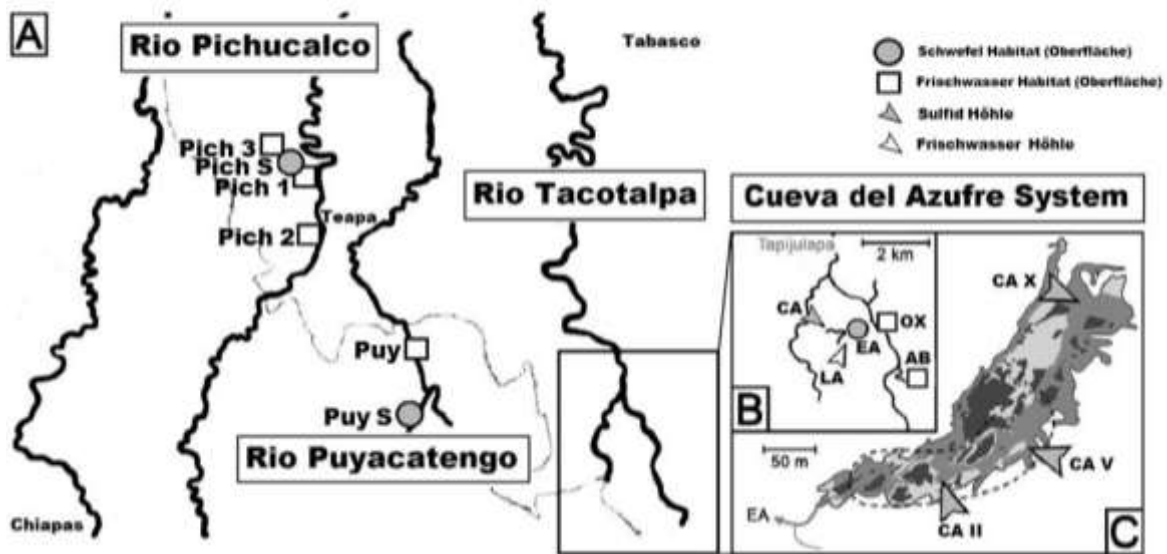 A
Rio Pichucalco
Tabasco
Schwefel Habitat (Oberfläche)
Frischwasser Habitat (Oberfläche)
Sulfid Höhle
Frischwasser Höhle
Pich 3
Pich S
Pich 1
Rio Tacotalpa
Cueva del Azufre System
Teapa
Pich 2
Tapijulapa
2 km
CA X
CA
OX
EA
Puy
LA
AB
B
Puy S
50 m
CA V
Rio Puyacatengo
EA
CA II
Chiapas
C